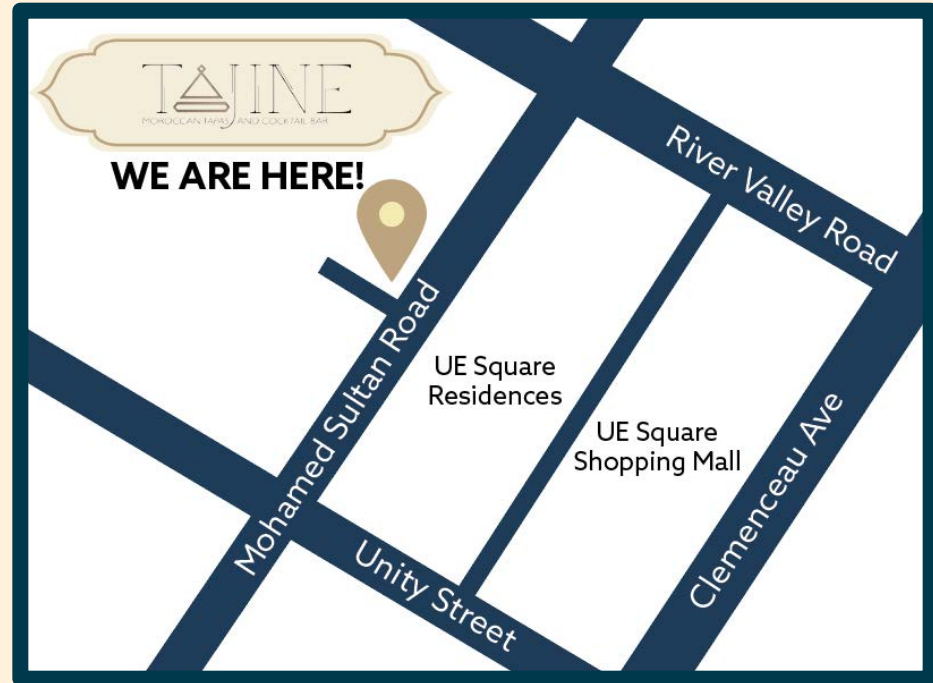 TAJINE
MOROCCAN TAPAS AND COCKTAIL BAR
WE ARE HERE!
River Valley Road
Mohamed Sultan Road
UE Square
Residences
UE Square
Shopping Mall
Clemenceau Ave
Unity Street